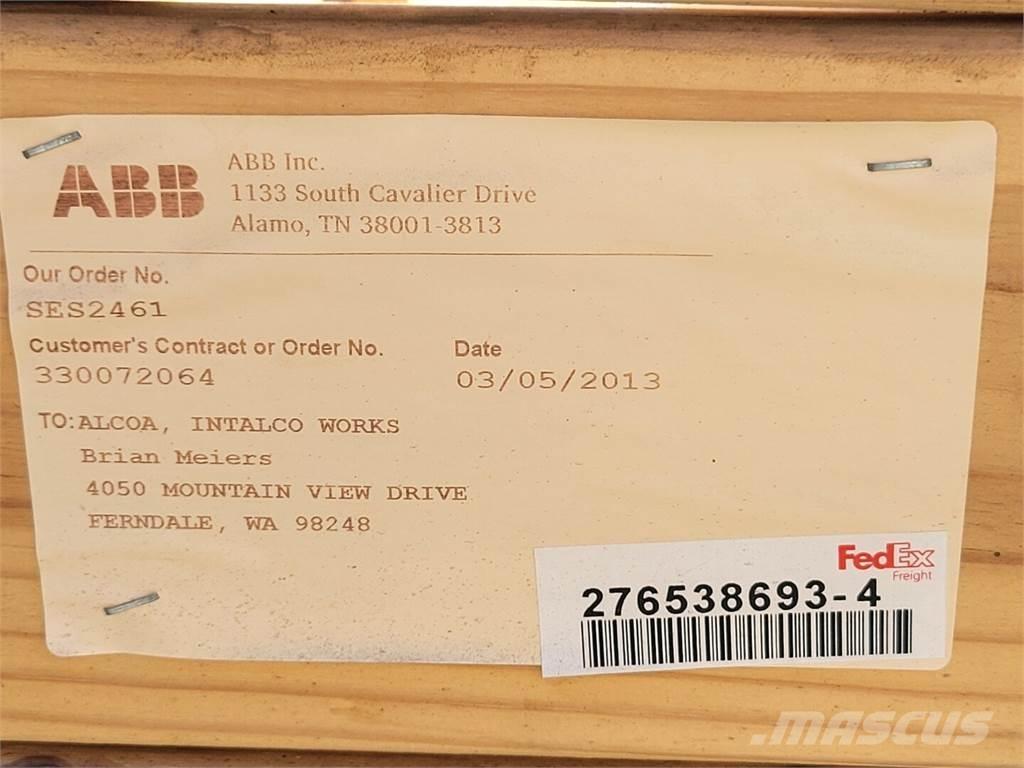 ABB
ABB Inc.
1133 South Cavalier Drive
Alamo, TN 38001-3813
Our Order No.
SES2461
Customer's Contract or Order No.
330072064
Date
03/05/2013
TO: ALCOA, INTALCO WORKS
Brian Meiers
4050 MOUNTAIN VIEW DRIVE
FERNDALE, WA 98248
FedEx
Freight
276538693-4
MASCUS